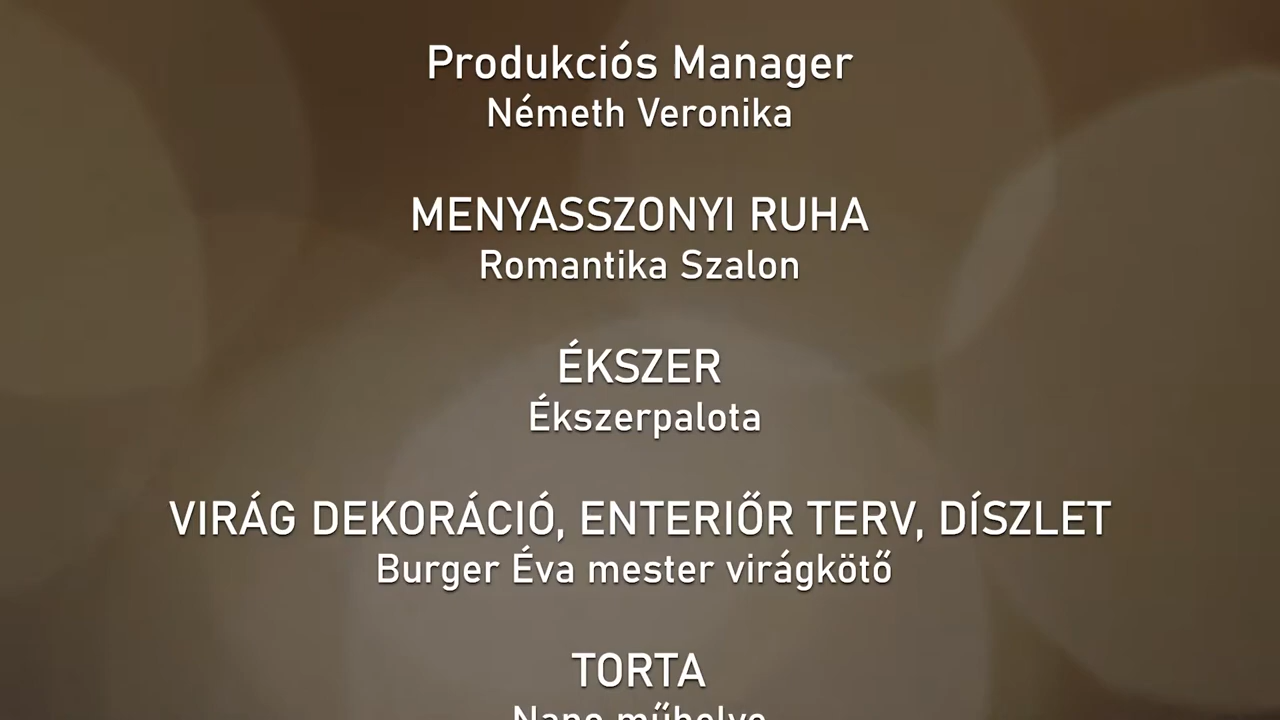 Produkciós Manager
Németh Veronika
MENYASSZONYI RUHA
Romantika Szalon
ÉKSZER
Ékszerpalota
VIRÁG DEKORÁCIÓ, ENTERIŐR TERV, DÍSZLET
Burger Éva mester virágkötő
TORTA
műhelye